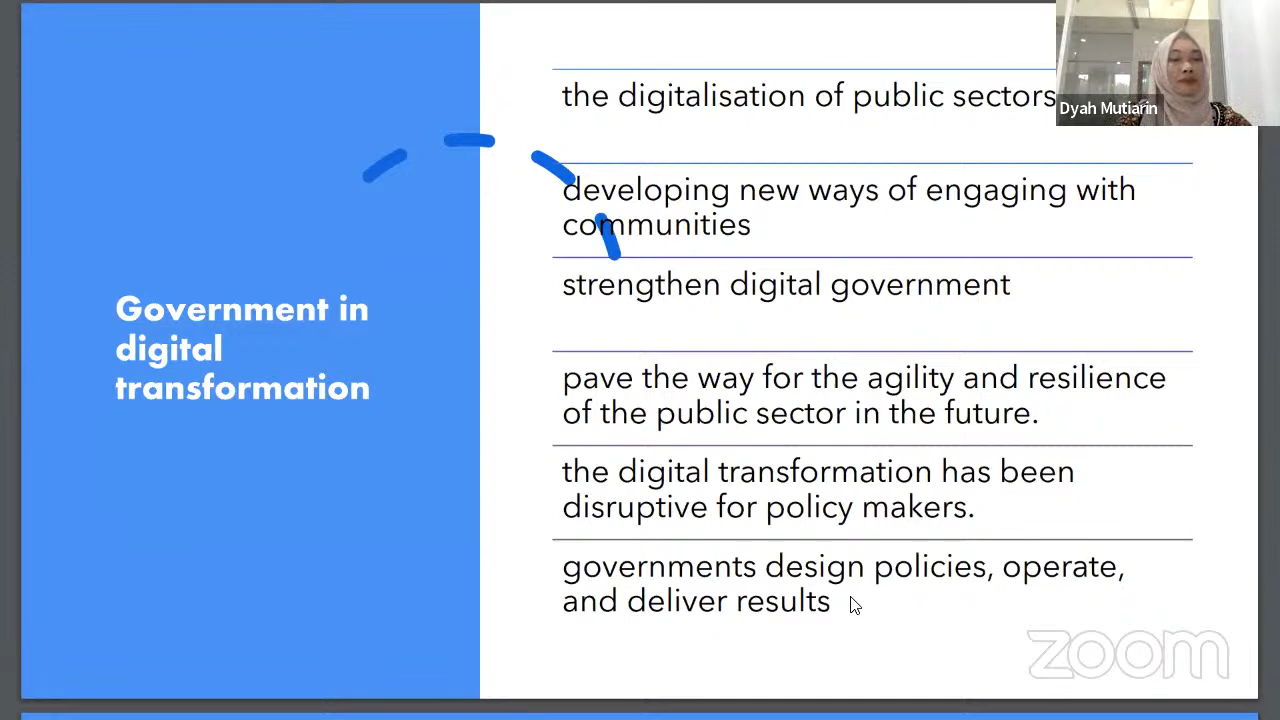 Government in
digital
transformation
the digitalisation of public sectors
developing new ways of engaging with
communities
strengthen digital government
pave the way for the agility and resilience
of the public sector in the future.
the digital transformation has been
disruptive for policy makers.
governments design policies, operate,
and deliver results
Dyah Mutiarin
zoom